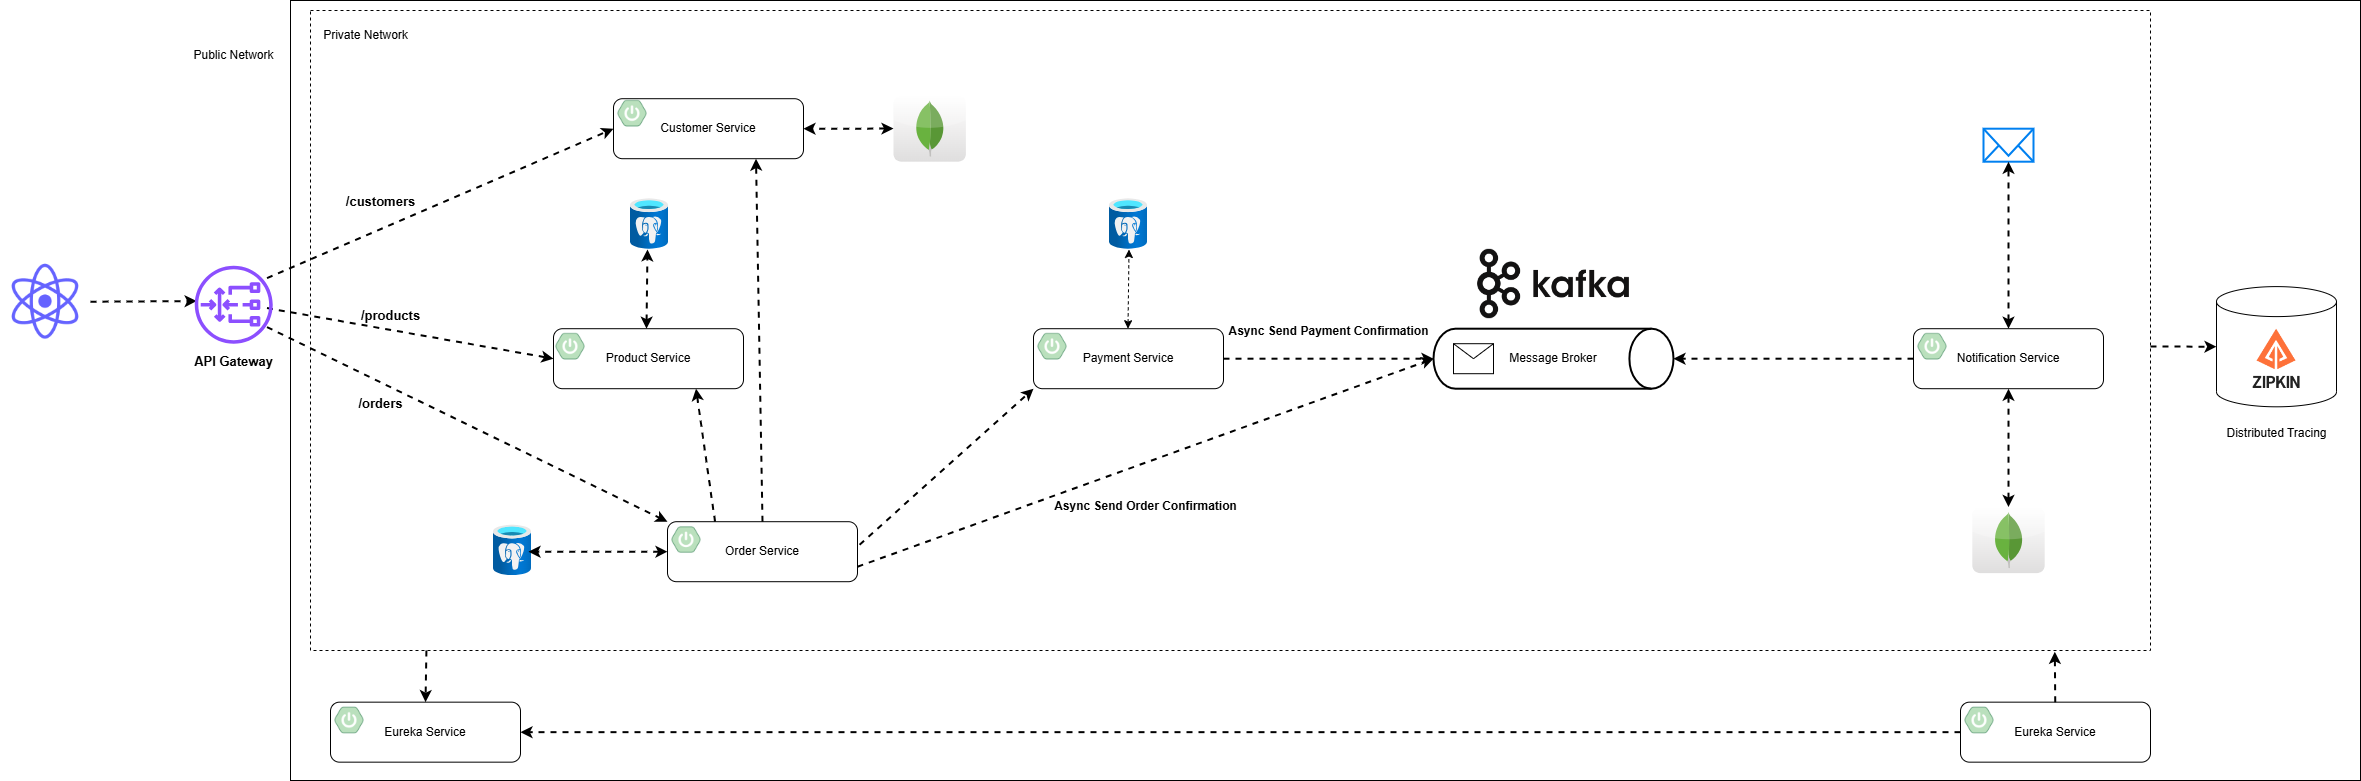 Private Network
Public Network
Customer Service
/customers
kafka
/products
Async Send Payment Confirmation
API Gateway
Product Service
Payment Service
Message Broker
Notification Service
ZIPKIN
/orders
Distributed Tracing
Async Send Order Confirmation
Order Service
Eureka Service
Eureka Service